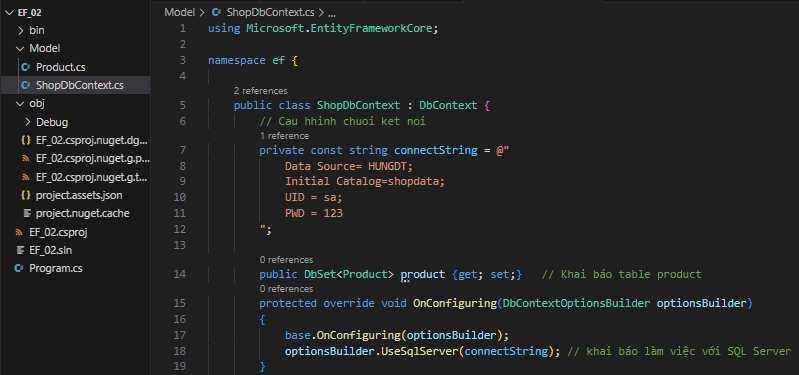 EF_02
bin
Model
Product.cs
ShopDbContext.cs
obj
Debug
EF_02.csproj.nuget.dg...
EF_02.csproj.nuget.g.p...
EF_02.csproj.nuget.g.t...
project.assets.json
project.nuget.cache
EF_02.csproj
EF_02.sln
Program.cs
Model > ShopDbContext.cs > ...
1 using Microsoft.EntityFrameworkCore;
2
3 namespace ef {
4
2 references
5 public class ShopDbContext : DbContext {
6 // Cau hhinh chuoi ket noi
1 reference
7 private const string connectString = @"
8 Data Source= HUNGDT;
9 Initial Catalog=shopdata;
10 UID = sa;
11 PWD = 123
12 ";
13
0 references
14 public DbSet<Product> product {get; set;} // Khai báo table product
0 references
15 protected override void OnConfiguring(DbContextOptionsBuilder optionsBuilder)
16 {
17 base.OnConfiguring(optionsBuilder);
18 optionsBuilder.UseSqlServer(connectString); // khai báo làm việc với SQL Server
19 }